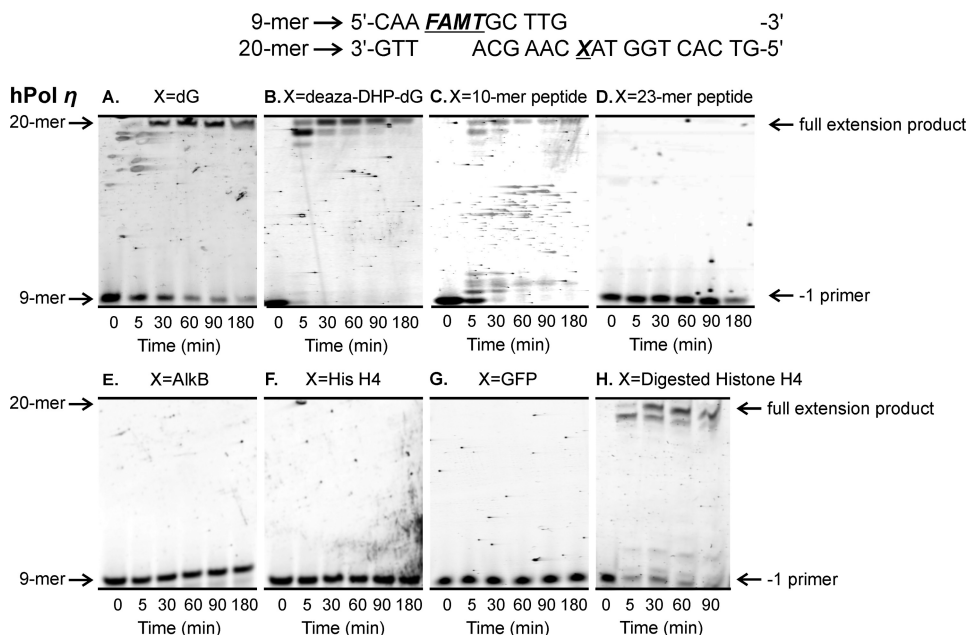 9-mer → 5'-CAA FAMTGC TTG -3'
20-mer → 3'-GTT ACG AAC XAT GGT CAC TG-5'
hPol η
A. X=dG
B. X=deaza-DHP-dG
C. X=10-mer peptide
D. X=23-mer peptide
20-mer →
← full extension product
9-mer →
← -1 primer
0 5 30 60 90 180
0 5 30 60 90 180
0 5 30 60 90 180
0 5 30 60 90 180
Time (min)
Time (min)
Time (min)
Time (min)
E. X=AlkB
F. X=His H4
G. X=GFP
H. X=Digested Histone H4
20-mer →
← full extension product
9-mer →
← -1 primer
0 5 30 60 90 180
0 5 30 60 90 180
0 5 30 60 90 180
0 5 30 60 90
Time (min)
Time (min)
Time (min)
Time (min)